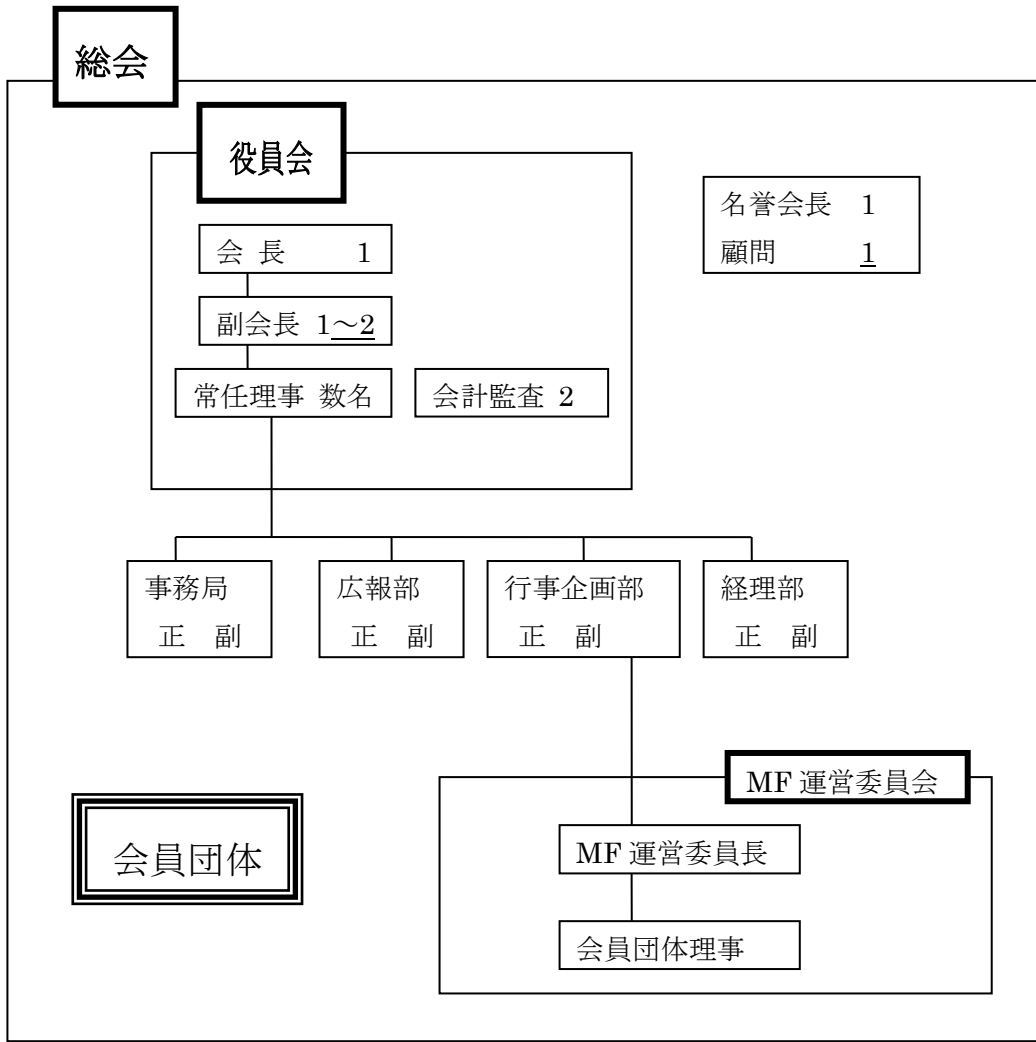 総会
役員会
名誉会長 1
顧問 1
会 長 1
副会長 1～2
常任理事 数名
会計監査 2
事務局
正 副
広報部
正 副
行事企画部
正 副
経理部
正 副
MF 運営委員会
会員団体
MF 運営委員長
会員団体理事